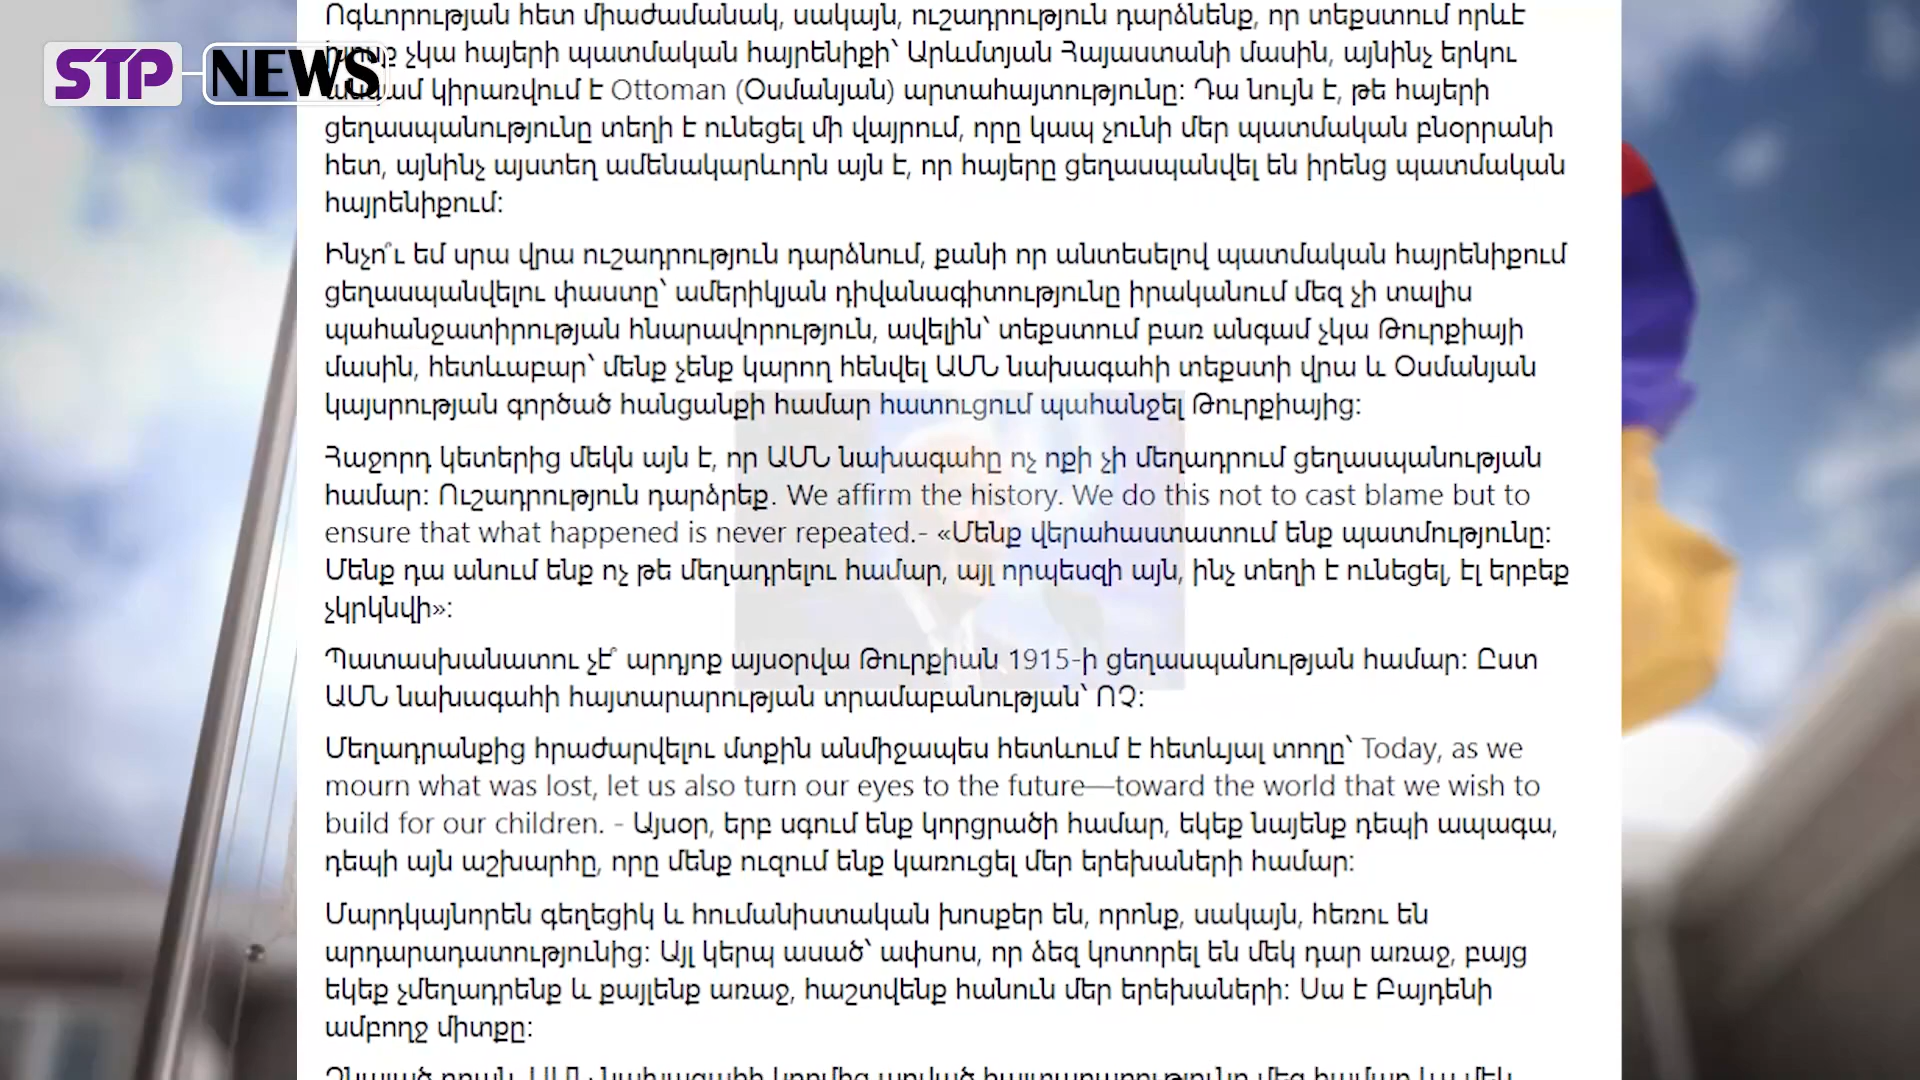 Ոգևորության հետ միաժամանակ, սակայն, ուշադրություն դարձնենք, որ տեքստում որևէ
STP NEWS
չկա հայերի պատմական հայրենիքի՝ Արևմտյան Հայաստանի մասին, այնինչ երկու
անգամ կիրառվում է Ottoman (Օսմանյան) արտահայտությունը։ Դա նույն է, թե հայերի
ցեղասպանությունը տեղի է ունեցել մի վայրում, որը կապ չունի մեր պատմական բնօրրանի
հետ, այնինչ այստեղ ամենակարևորն այն է, որ հայերը ցեղասպանվել են իրենց պատմական
հայրենիքում։
Ինչո՞ւ եմ սրա վրա ուշադրություն դարձնում, քանի որ անտեսելով պատմական հայրենիքում
ցեղասպանվելու փաստը՝ ամերիկյան դիվանագիտությունը իրականում մեզ չի տալիս
պահանջատիրության հնարավորություն, ավելին՝ տեքստում բառ անգամ չկա Թուրքիայի
մասին, հետևաբար՝ մենք չենք կարող հենվել ԱՄՆ նախագահի տեքստի վրա և Օսմանյան
կայսրության գործած հանցանքի համար հատուցում պահանջել Թուրքիայից։
Հաջորդ կետերից մեկն այն է, որ ԱՄՆ նախագահը ոչ ոքի չի մեղադրում ցեղասպանության
համար։ Ուշադրություն դարձրեք. We affirm the history. We do this not to cast blame but to
ensure that what happened is never repeated.- «Մենք վերահաստատում ենք պատմությունը։
Մենք դա անում ենք ոչ թե մեղադրելու համար, այլ որպեսզի այն, ինչ տեղի է ունեցել, էլ երբեք
չկրկնվի»։
Պատասխանատու չէ՞ արդյոք այսօրվա Թուրքիան 1915-ի ցեղասպանության համար։ Ըստ
ԱՄՆ նախագահի հայտարարության տրամաբանության՝ ՈՉ։
Մեղադրանքից հրաժարվելու մտքին անմիջապես հետևում է հետևյալ տողը՝ Today, as we
mourn what was lost, let us also turn our eyes to the future—toward the world that we wish to
build for our children. - Այսօր, երբ սգում ենք կորցրածի համար, եկեք նայենք դեպի ապագա,
դեպի այն աշխարհը, որը մենք ուզում ենք կառուցել մեր երեխաների համար։
Մարդկայնորեն գեղեցիկ և հումանիստական խոսքեր են, որոնք, սակայն, հեռու են
արդարադատությունից։ Այլ կերպ ասած՝ ափսոս, որ ձեզ կոտորել են մեկ դար առաջ, բայց
եկեք չմեղադրենք և քայլենք առաջ, հաշտվենք հանուն մեր երեխաների։ Սա է Բայդենի
ամբողջ միտքը։